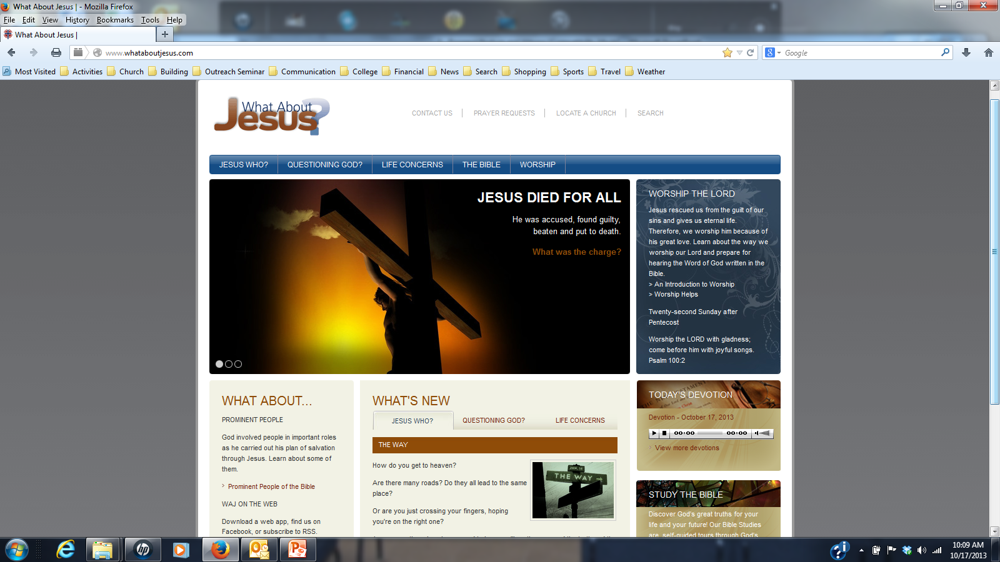 What About Jesus | - Mozilla Firefox
File Edit View History Bookmarks Tools Help
What About Jesus |
www.whataboutjesus.com
Google
Most Visited Activities Church Building Outreach Seminar Communication College Financial News Search Shopping Sports Travel Weather
What About
Jesus?
CONTACT US PRAYER REQUESTS LOCATE A CHURCH SEARCH
JESUS WHO? QUESTIONING GOD? LIFE CONCERNS THE BIBLE WORSHIP
JESUS DIED FOR ALL
He was accused, found guilty,
beaten and put to death.
What was the charge?
WORSHIP THE LORD
Jesus rescued us from the guilt of our
sins and gives us eternal life.
Therefore, we worship him because of
his great love. Learn about the way we
worship our Lord and prepare for
hearing the Word of God written in the
Bible.
> An Introduction to Worship
> Worship Helps
Twenty-second Sunday after
Pentecost
Worship the LORD with gladness;
come before him with joyful songs.
Psalm 100:2
WHAT ABOUT...
PROMINENT PEOPLE
God involved people in important roles
as he carried out his plan of salvation
through Jesus. Learn about some of
them.
Prominent People of the Bible
WAJ ON THE WEB
Download a web app, find us on
Facebook, or subscribe to RSS.
WHAT'S NEW
JESUS WHO? QUESTIONING GOD? LIFE CONCERNS
THE WAY
How do you get to heaven?
Are there many roads? Do they all lead to the same
place?
Or are you just crossing your fingers, hoping
you're on the right one?
JHN. 14
THE WAY
TODAY'S DEVOTION
Devotion - October 17, 2013
00:00 00:00
View more devotions
STUDY THE BIBLE
Discover God's great truths for your
life and your future! Our Bible Studies
are self-guided tours through God's
10:09 AM
10/17/2013